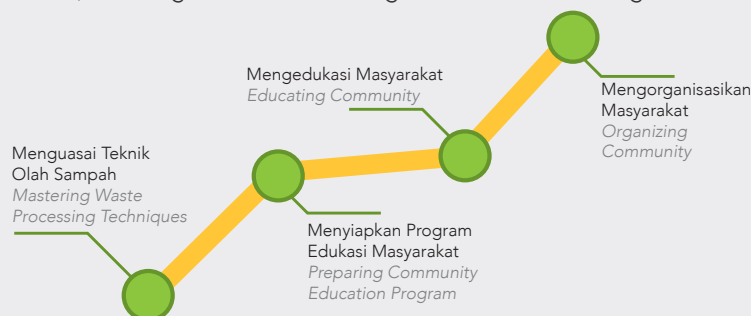 Menguasai Teknik
Olah Sampah
Mastering Waste
Processing Techniques
Menyiapkan Program
Edukasi Masyarakat
Preparing Community
Education Program
Mengedukasi Masyarakat
Educating Community
Mengorganisasikan
Masyarakat
Organizing
Community